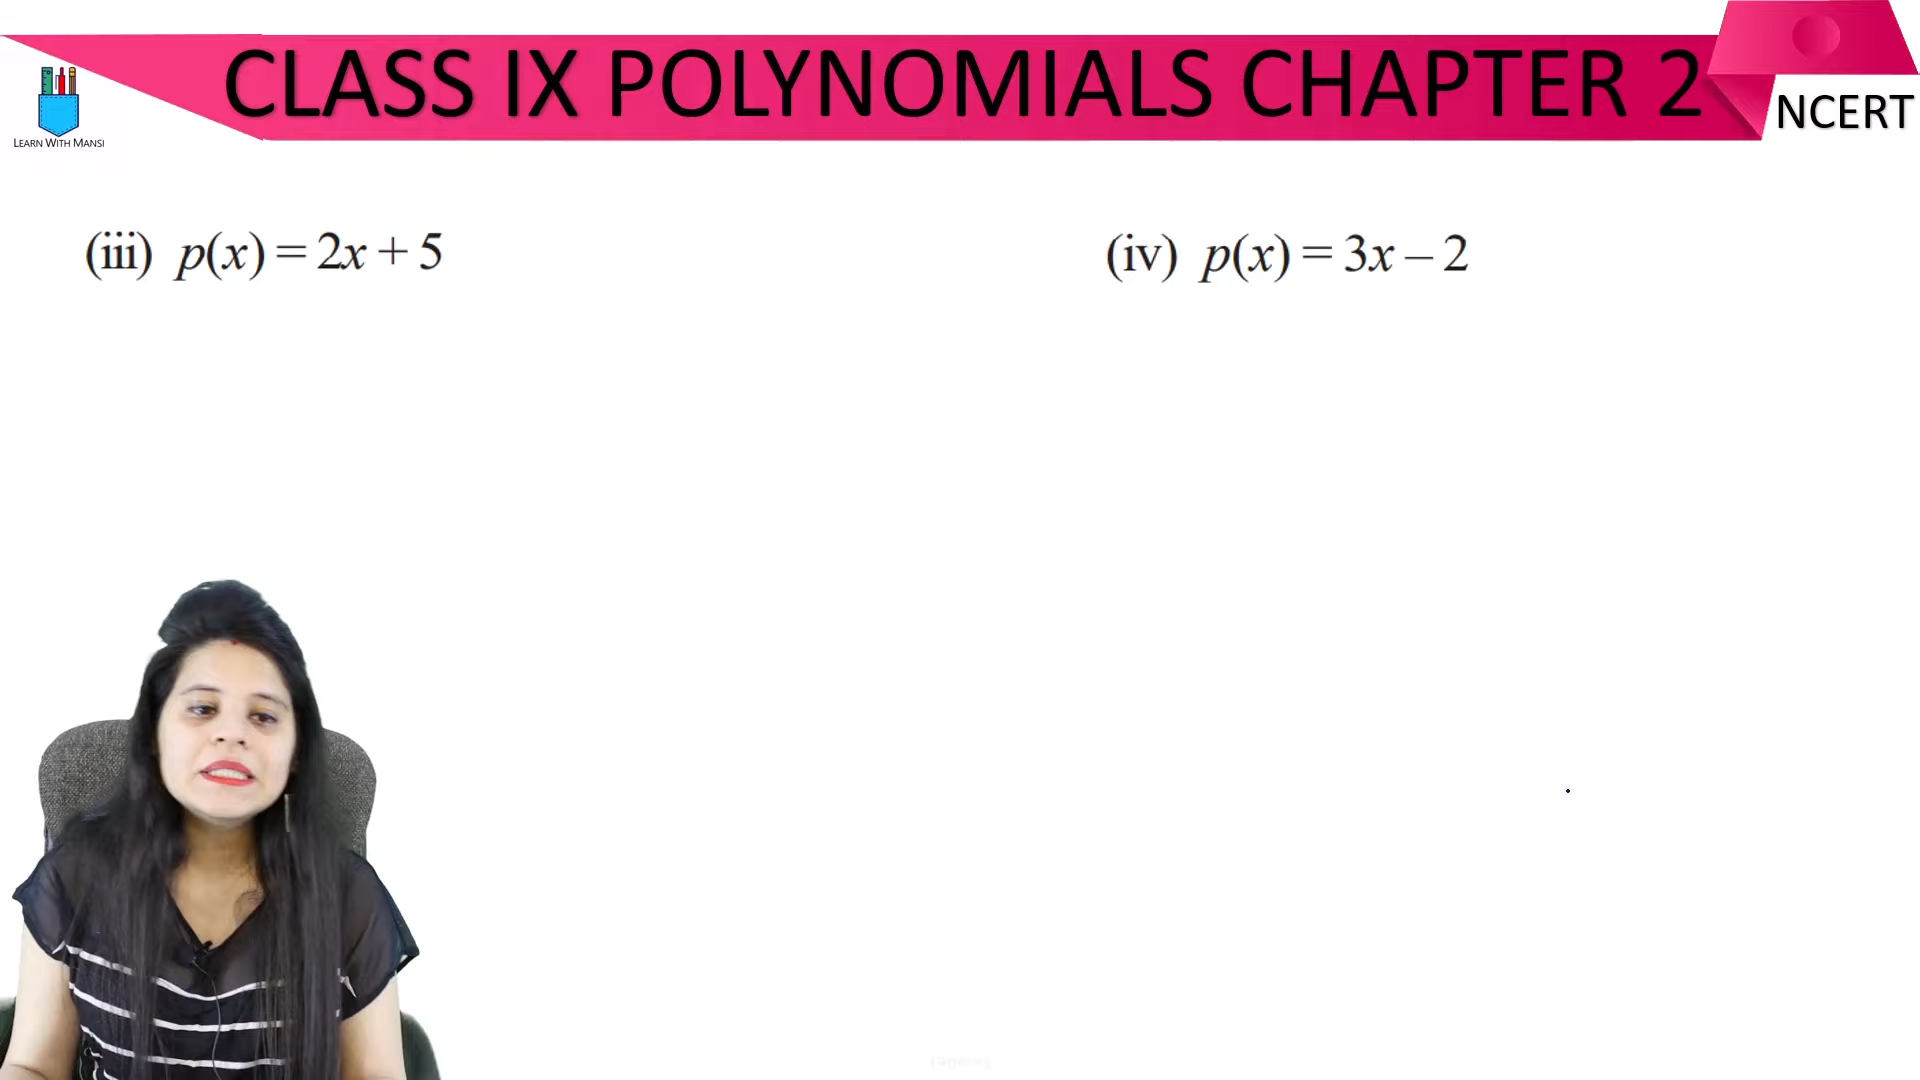 CLASS IX POLYNOMIALS CHAPTER 2
NCERT
LEARN WITH MANSI
(iii) p(x) = 2x + 5
(iv) p(x) = 3x – 2